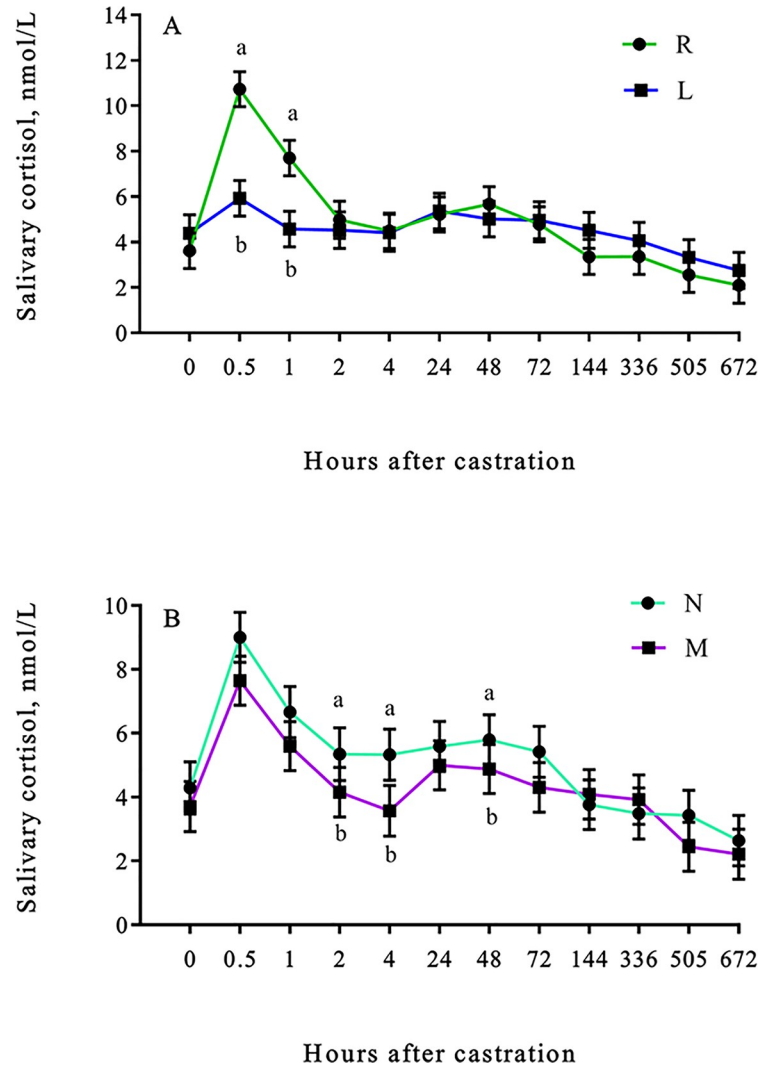 A
Salivary cortisol, nmol/L
14
12
10
8
6
4
2
0
a
a
b
b
R
L
0 0.5 1 2 4 24 48 72 144 336 505 672
Hours after castration
B
Salivary cortisol, nmol/L
10
8
6
4
2
0
a a a
b b b
N
M
0 0.5 1 2 4 24 48 72 144 336 505 672
Hours after castration